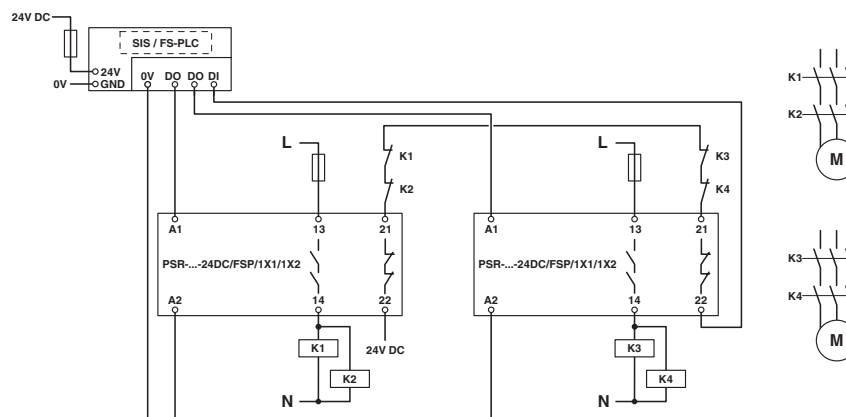 24V DC
SIS / FS-PLC
24V
0V DO DO DI
0V GND
K1
K2
M
L
K1
K2
L
K3
K4
A1 13 21
A1 13 21
PSR-...-24DC/FSP/1X1/1X2
PSR-...-24DC/FSP/1X1/1X2
K3
K4
M
A2 14 22
A2 14 22
K1
24V DC
K2
N
K3
K4
N